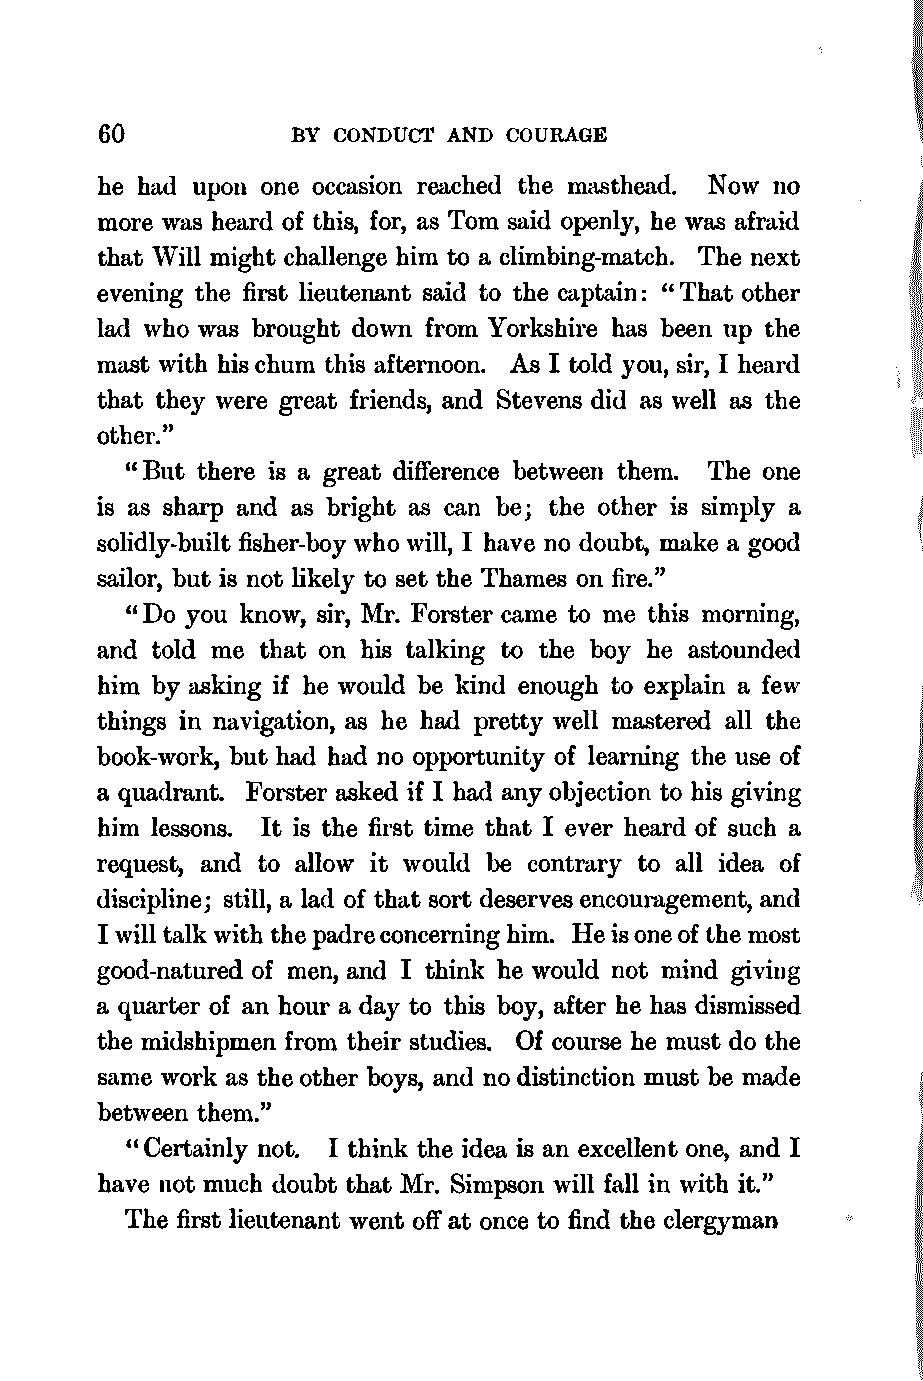 60 BY CONDUCT AND COURAGE
he had upon one occasion reached the masthead. Now no
more was heard of this, for, as Tom said openly, he was afraid
that Will might challenge him to a climbing-match. The next
evening the first lieutenant said to the captain: "That other
lad who was brought down from Yorkshire has been up the
mast with his chum this afternoon. As I told you, sir, I heard
that they were great friends, and Stevens did as well as the
other."
"But there is a great difference between them. The one
is as sharp and as bright as can be; the other is simply a
solidly-built fisher-boy who will, I have no doubt, make a good
sailor, but is not likely to set the Thames on fire."
"Do you know, sir, Mr. Forster came to me this morning,
and told me that on his talking to the boy he astounded
him by asking if he would be kind enough to explain a few
things in navigation, as he had pretty well mastered all the
book-work, but had had no opportunity of learning the use of
a quadrant. Forster asked if I had any objection to his giving
him lessons. It is the first time that I ever heard of such a
request, and to allow it would be contrary to all idea of
discipline; still, a lad of that sort deserves encouragement, and
I will talk with the padre concerning him. He is one of the most
good-natured of men, and I think he would not mind giving
a quarter of an hour a day to this boy, after he has dismissed
the midshipmen from their studies. Of course he must do the
same work as the other boys, and no distinction must be made
between them."
"Certainly not. I think the idea is an excellent one, and I
have not much doubt that Mr. Simpson will fall in with it."
The first lieutenant went off at once to find the clergyman